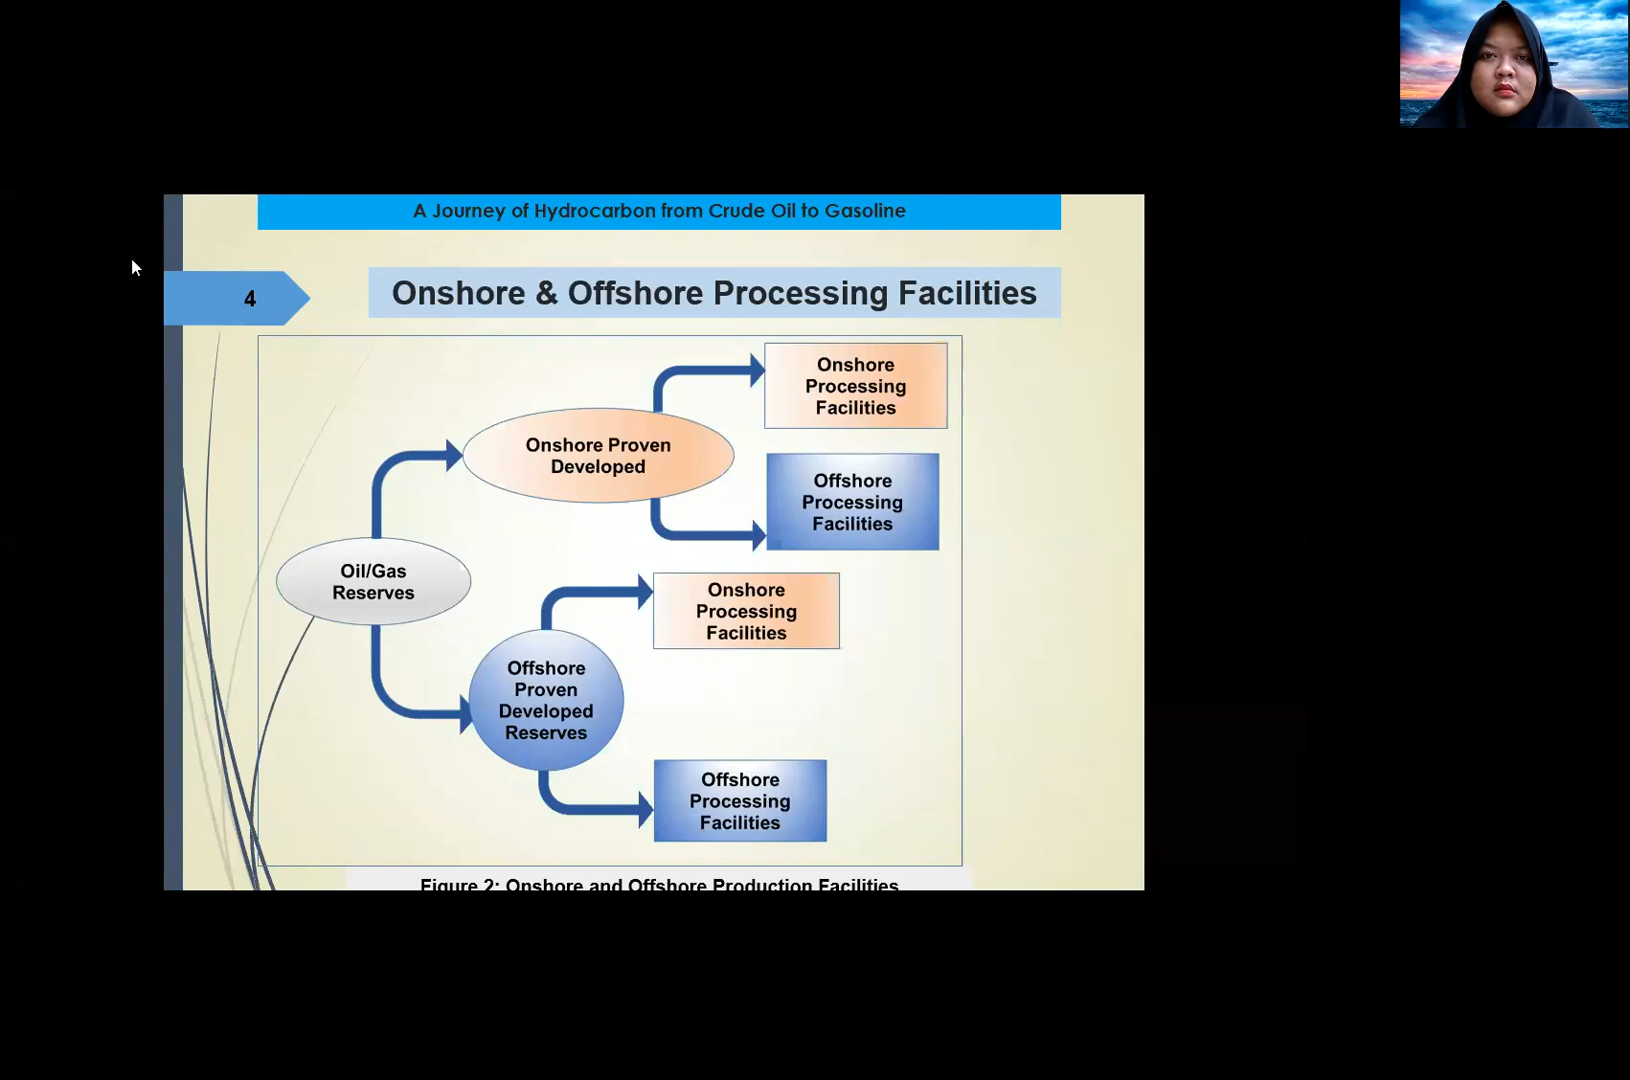 A Journey of Hydrocarbon from Crude Oil to Gasoline
4
Onshore & Offshore Processing Facilities
Onshore
Processing
Facilities
Onshore Proven
Developed
Offshore
Processing
Facilities
Oil/Gas
Reserves
Onshore
Processing
Facilities
Offshore
Proven
Developed
Reserves
Offshore
Processing
Facilities
Figure 2: Onshore and Offshore Production Facilities